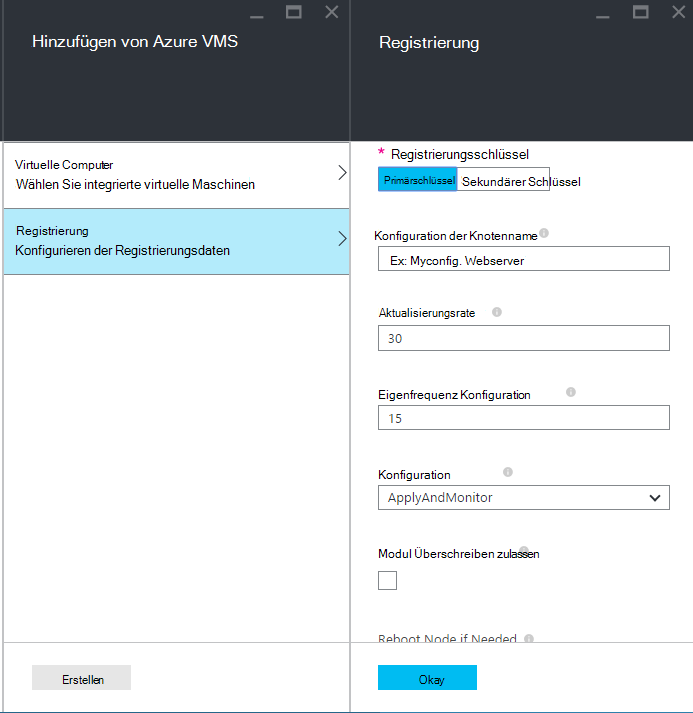 Hinzufügen von Azure VMS
Virtuelle Computer
Wählen Sie integrierte virtuelle Maschinen
Registrierung
Konfigurieren der Registrierungsdaten
Erstellen
Registrierung
* Registrierungsschlüssel
Primärschlüssel Sekundärer Schlüssel
Konfiguration der Knotenname
Ex: Myconfig. Webserver
Aktualisierungsrate
30
Eigenfrequenz Konfiguration
15
Konfiguration
ApplyAndMonitor
Modul Überschreiben zulassen
Reboot Node if Needed
Okay